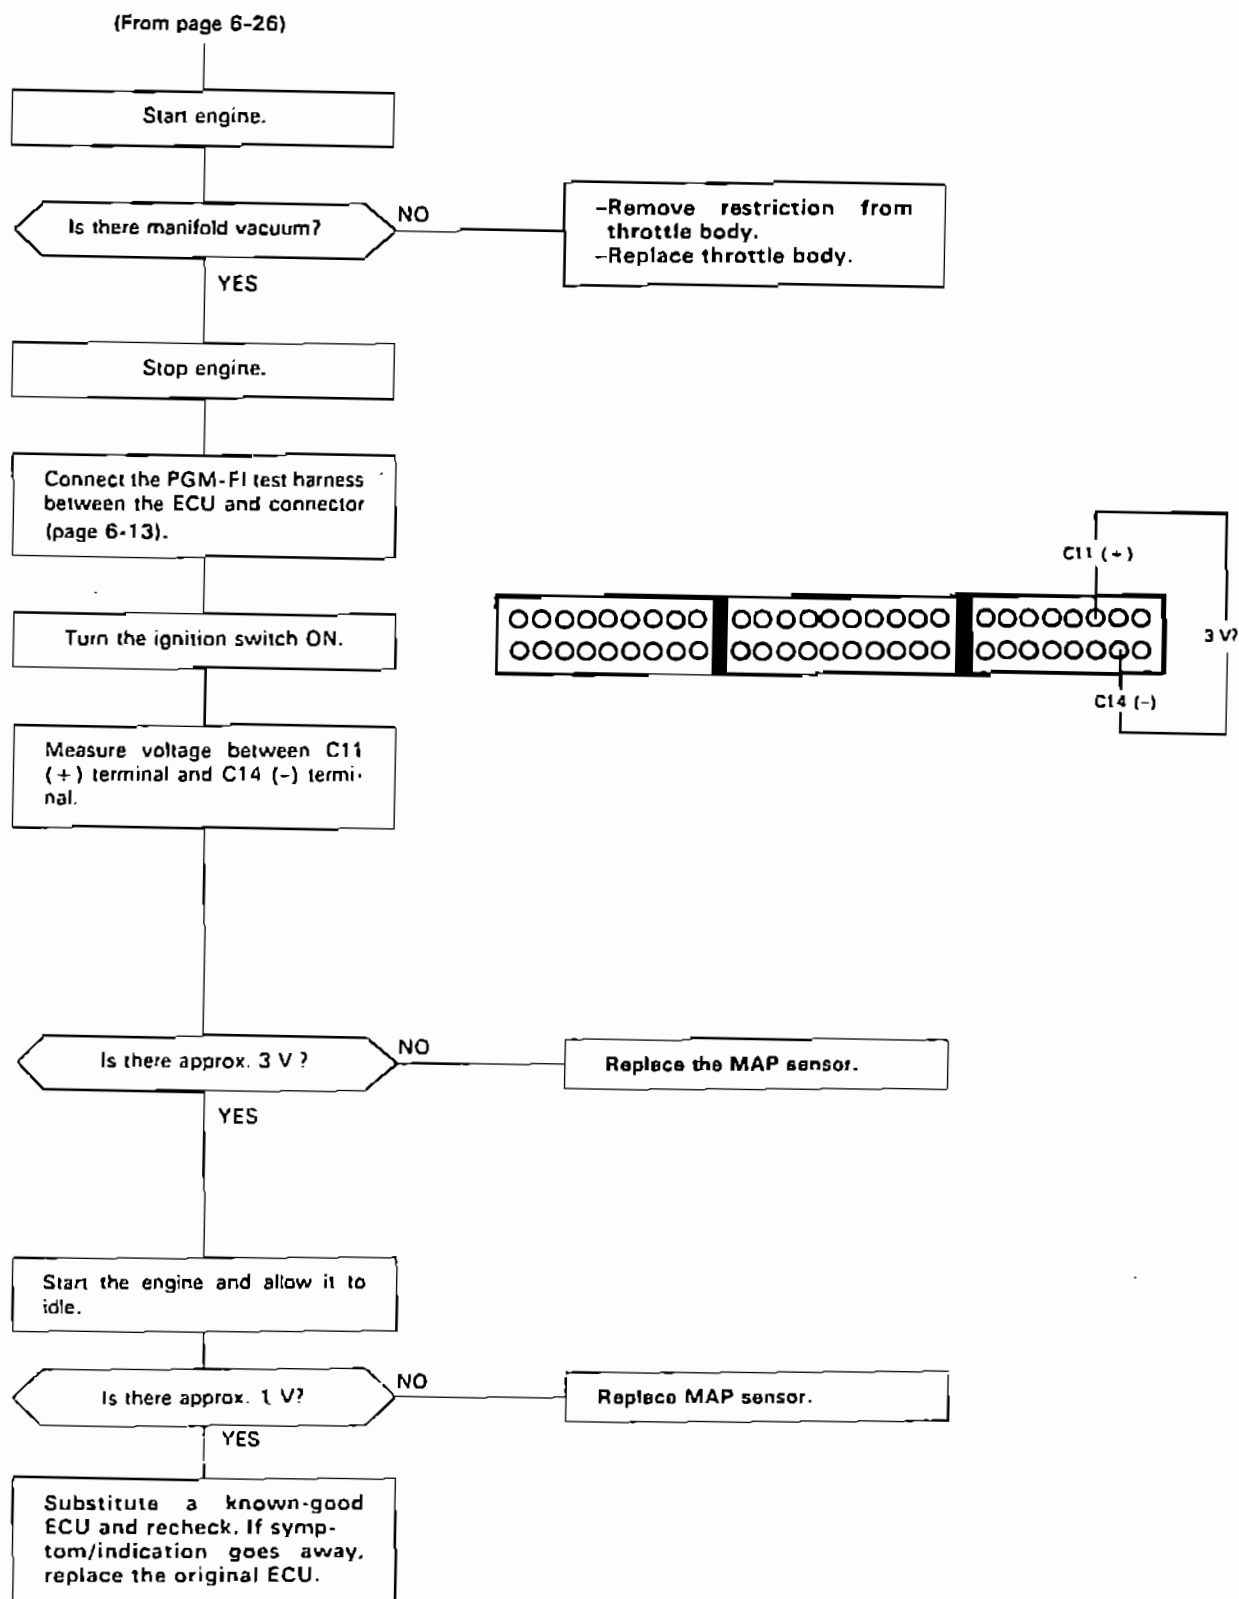 (From page 6-26)
Start engine.
Is there manifold vacuum?
NO
–Remove restriction from
throttle body.
–Replace throttle body.
YES
Stop engine.
Connect the PGM-FI test harness
between the ECU and connector
(page 6-13).
C11 (+)
Turn the ignition switch ON.
3 V?
C14 (–)
Measure voltage between C11
(+) terminal and C14 (–) termi-
nal.
Is there approx. 3 V ?
NO
Replace the MAP sensor.
YES
Start the engine and allow it to
idle.
Is there approx. 1 V?
NO
Replace MAP sensor.
YES
Substitute a known-good
ECU and recheck. If symp-
tom/indication goes away,
replace the original ECU.